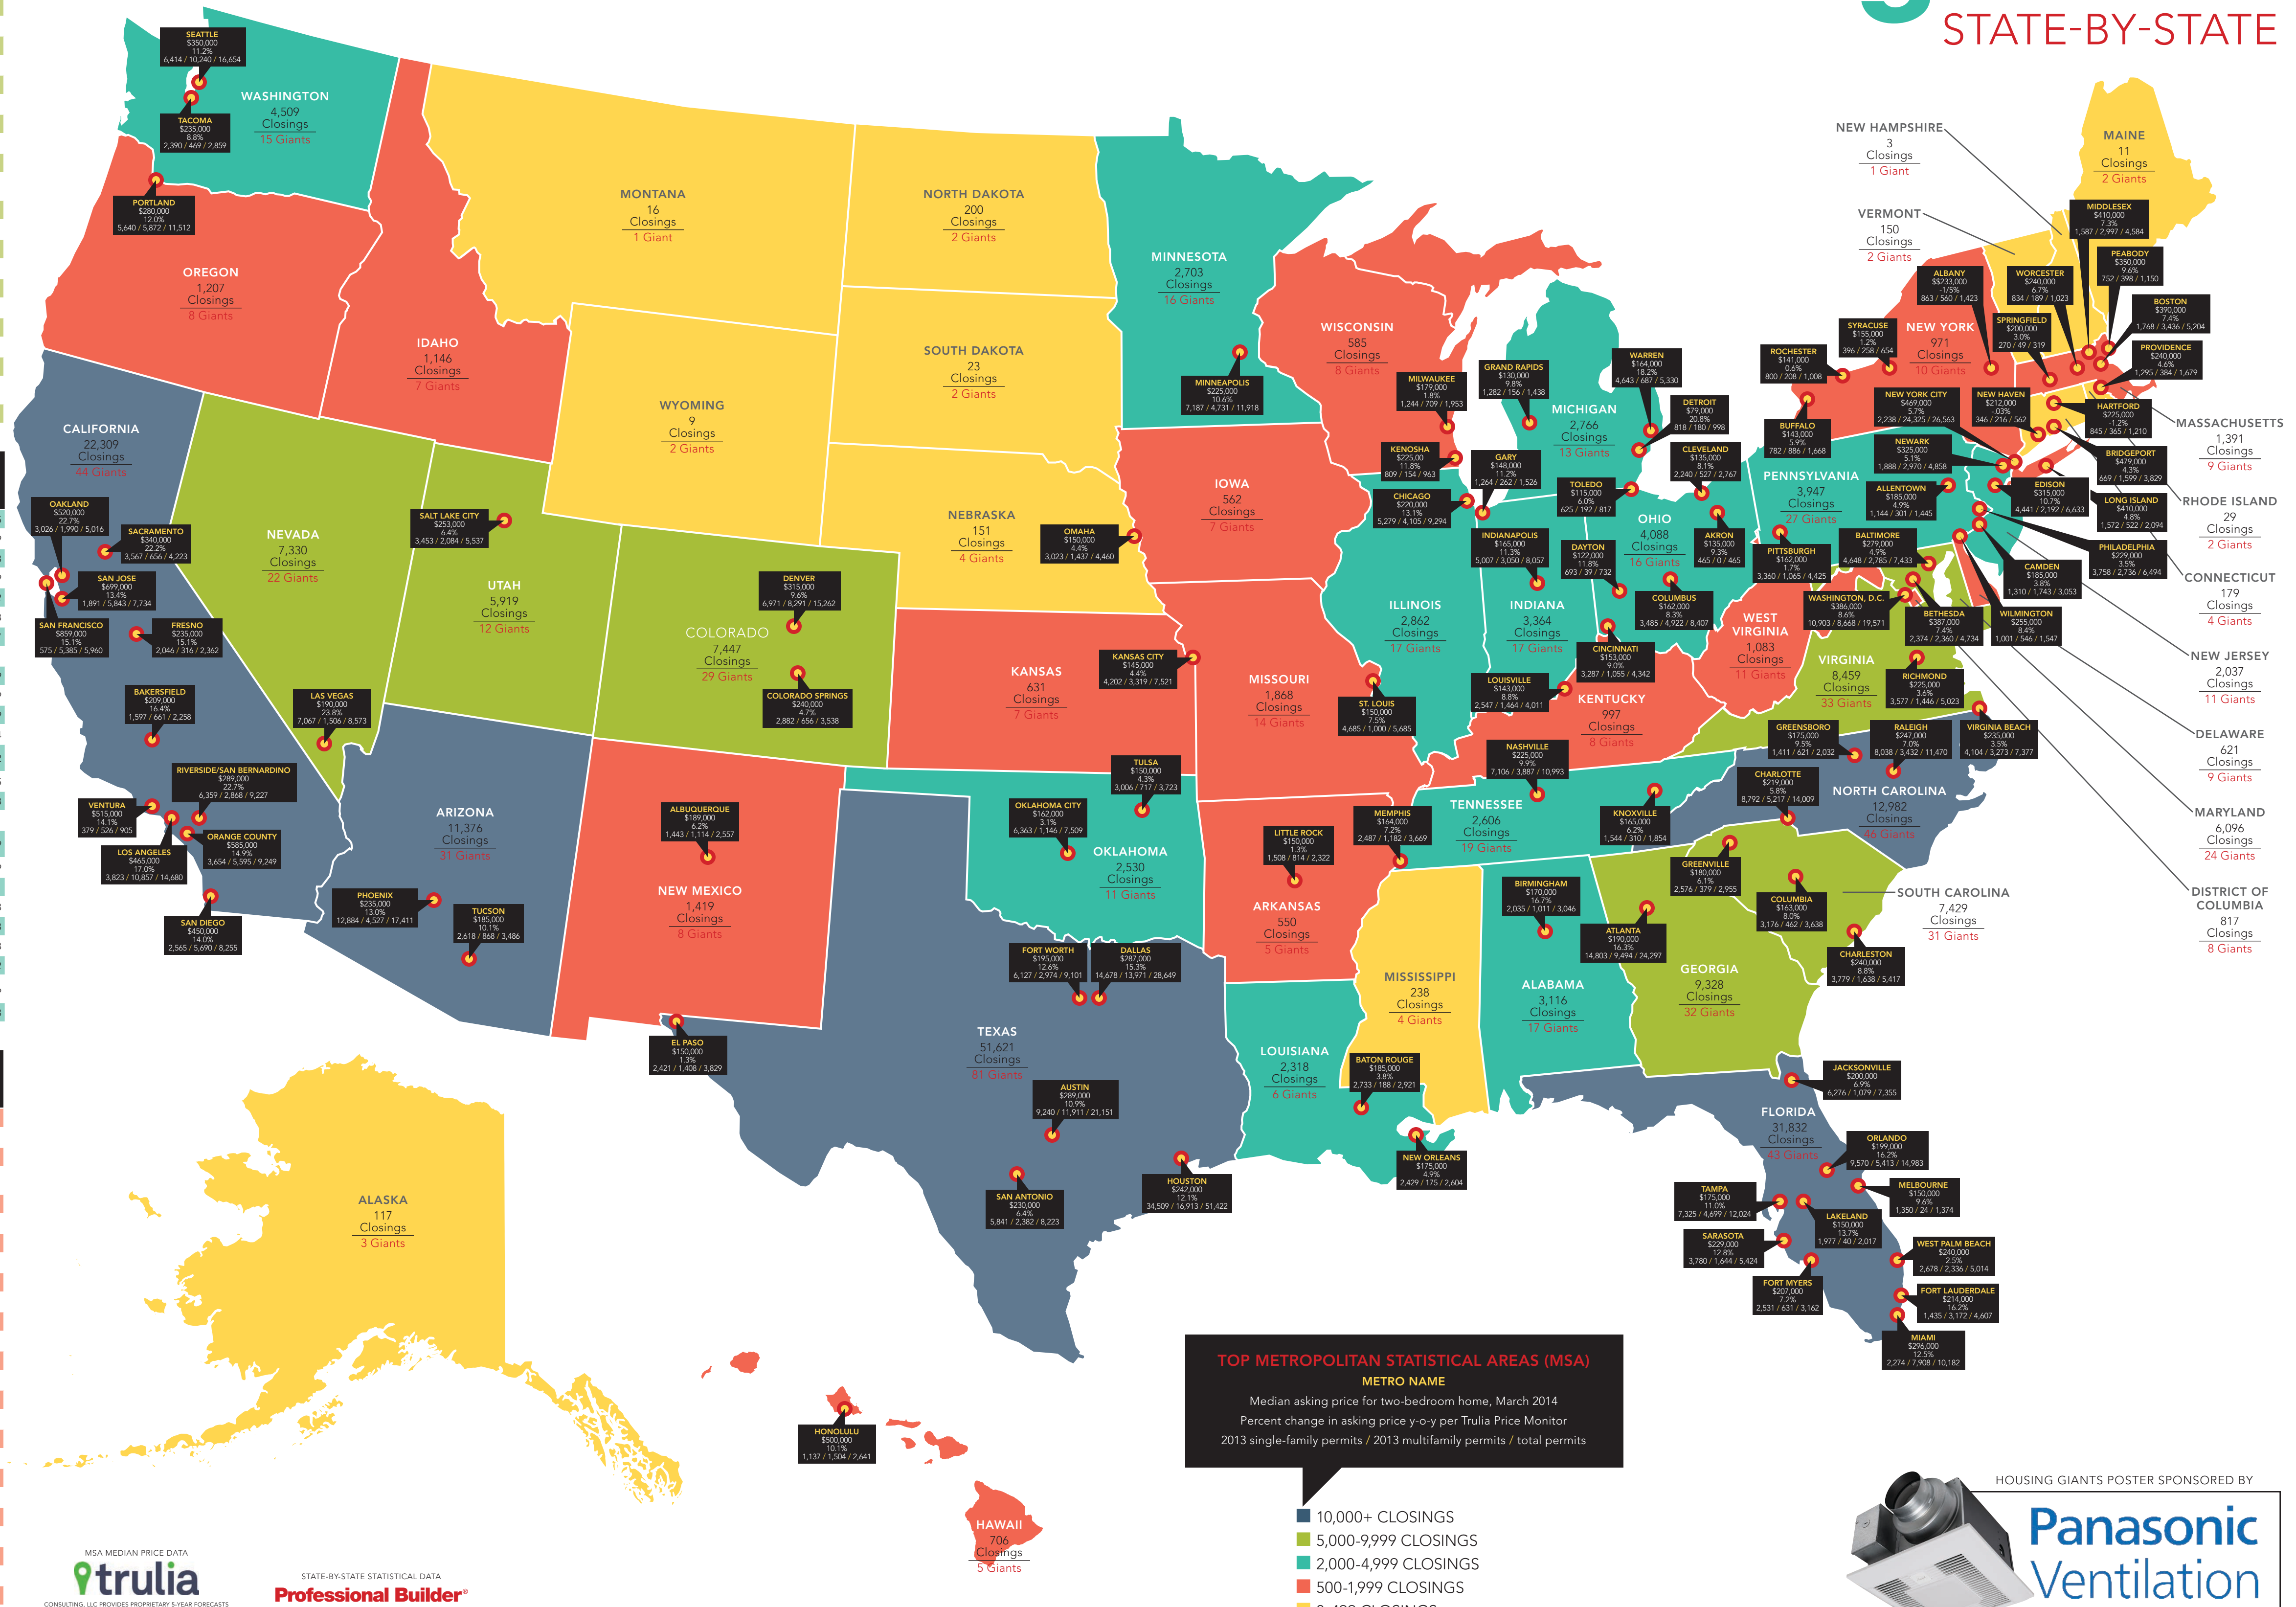 STATE-BY-STATE
SEATTLE
$350,000
11.2%
6,414 / 10,240 / 16,654
WASHINGTON
4,509
Closings
15 Giants
TACOMA
$235,000
8.8%
2,390 / 469 / 2,859
PORTLAND
$280,000
12.0%
5,640 / 5,872 / 11,512
OREGON
1,207
Closings
8 Giants
IDAHO
1,146
Closings
7 Giants
MONTANA
16
Closings
1 Giant
NORTH DAKOTA
200
Closings
2 Giants
SOUTH DAKOTA
23
Closings
2 Giants
WYOMING
9
Closings
2 Giants
NEBRASKA
151
Closings
4 Giants
OMAHA
$150,000
4.4%
3,023 / 1,437 / 4,460
MINNESOTA
2,703
Closings
16 Giants
MINNEAPOLIS
$225,000
10.6%
7,187 / 4,731 / 11,918
WISCONSIN
585
Closings
8 Giants
MILWAUKEE
$179,000
1.8%
1,244 / 709 / 1,953
KENOSHA
$225,00
11.8%
809 / 154 / 963
CHICAGO
$220,000
13.1%
5,279 / 4,105 / 9,294
GARY
$148,000
11.2%
1,264 / 262 / 1,526
GRAND RAPIDS
$130,000
9.8%
1,282 / 156 / 1,438
WARREN
$164,000
18.2%
4,643 / 687 / 5,330
MICHIGAN
2,766
Closings
13 Giants
DETROIT
$79,000
20.8%
818 / 180 / 998
CLEVELAND
$135,000
8.1%
2,240 / 527 / 2,767
TOLEDO
$115,000
6.0%
625 / 192 / 817
OHIO
4,088
Closings
16 Giants
AKRON
$135,000
9.3%
465 / 0 / 465
DAYTON
$122,000
11.8%
693 / 39 / 732
COLUMBUS
$162,000
8.3%
3,485 / 4,922 / 8,407
CINCINNATI
$153,000
9.0%
3,287 / 1,055 / 4,342
INDIANAPOLIS
$165,000
11.3%
5,007 / 3,050 / 8,057
INDIANA
3,364
Closings
17 Giants
ILLINOIS
2,862
Closings
17 Giants
IOWA
562
Closings
7 Giants
CALIFORNIA
22,309
Closings
44 Giants
OAKLAND
$520,000
22.7%
3,026 / 1,990 / 5,016
SACRAMENTO
$340,000
22.2%
3,567 / 656 / 4,223
SAN JOSE
$699,000
13.4%
1,891 / 5,843 / 7,734
SAN FRANCISCO
$859,000
15.1%
575 / 5,385 / 5,960
FRESNO
$235,000
15.1%
2,046 / 316 / 2,362
BAKERSFIELD
$209,000
16.4%
1,597 / 661 / 2,258
RIVERSIDE/SAN BERNARDINO
$289,000
22.7%
6,359 / 2,868 / 9,227
VENTURA
$515,000
14.1%
379 / 526 / 905
ORANGE COUNTY
$585,000
14.9%
3,654 / 5,595 / 9,249
LOS ANGELES
$465,000
17.0%
3,823 / 10,857 / 14,680
SAN DIEGO
$450,000
14.0%
2,565 / 5,690 / 8,255
NEVADA
7,330
Closings
22 Giants
LAS VEGAS
$190,000
23.8%
7,067 / 1,506 / 8,573
SALT LAKE CITY
$253,000
6.4%
3,453 / 2,084 / 5,537
UTAH
5,919
Closings
12 Giants
DENVER
$315,000
9.6%
6,971 / 8,291 / 15,262
COLORADO
7,447
Closings
29 Giants
COLORADO SPRINGS
$240,000
4.7%
2,882 / 656 / 3,538
ARIZONA
11,376
Closings
31 Giants
PHOENIX
$235,000
13.0%
12,884 / 4,527 / 17,411
TUCSON
$185,000
10.1%
2,618 / 868 / 3,486
ALBUQUERQUE
$189,000
6.2%
1,443 / 1,114 / 2,557
NEW MEXICO
1,419
Closings
8 Giants
KANSAS
631
Closings
7 Giants
KANSAS CITY
$145,000
4.4%
4,202 / 3,319 / 7,521
MISSOURI
1,868
Closings
14 Giants
ST. LOUIS
$150,000
7.5%
4,685 / 1,000 / 5,685
TULSA
$150,000
4.3%
3,006 / 717 / 3,723
OKLAHOMA CITY
$162,000
3.1%
6,363 / 1,146 / 7,509
OKLAHOMA
2,530
Closings
11 Giants
LITTLE ROCK
$150,000
1.3%
1,508 / 814 / 2,322
ARKANSAS
550
Closings
5 Giants
FORT WORTH
$195,000
12.6%
6,127 / 2,974 / 9,101
DALLAS
$287,000
15.3%
14,678 / 13,971 / 28,649
TEXAS
51,621
Closings
81 Giants
EL PASO
$150,000
1.3%
2,421 / 1,408 / 3,829
AUSTIN
$289,000
10.9%
9,240 / 11,911 / 21,151
SAN ANTONIO
$230,000
6.4%
5,841 / 2,382 / 8,223
HOUSTON
$242,000
12.1%
34,509 / 16,913 / 51,422
LOUISIANA
2,318
Closings
6 Giants
BATON ROUGE
$185,000
3.8%
2,733 / 188 / 2,921
NEW ORLEANS
$175,000
4.9%
2,429 / 175 / 2,604
MISSISSIPPI
238
Closings
4 Giants
MEMPHIS
$164,000
7.2%
2,487 / 1,182 / 3,669
TENNESSEE
2,606
Closings
19 Giants
NASHVILLE
$225,000
9.9%
7,106 / 3,887 / 10,993
KNOXVILLE
$165,000
6.2%
1,544 / 310 / 1,854
LOUISVILLE
$143,000
8.8%
2,547 / 1,464 / 4,011
KENTUCKY
997
Closings
8 Giants
WEST
VIRGINIA
1,083
Closings
11 Giants
BIRMINGHAM
$170,000
16.7%
2,035 / 1,011 / 3,046
ALABAMA
3,116
Closings
17 Giants
ATLANTA
$190,000
16.3%
14,803 / 9,494 / 24,297
GEORGIA
9,328
Closings
32 Giants
GREENVILLE
$180,000
6.1%
2,576 / 379 / 2,955
COLUMBIA
$163,000
8.0%
3,176 / 462 / 3,638
CHARLESTON
$240,000
8.8%
3,779 / 1,638 / 5,417
SOUTH CAROLINA
7,429
Closings
31 Giants
CHARLOTTE
$219,000
5.8%
8,792 / 5,217 / 14,009
NORTH CAROLINA
12,982
Closings
46 Giants
GREENSBORO
$175,000
9.5%
1,411 / 621 / 2,032
RALEIGH
$247,000
7.0%
8,038 / 3,432 / 11,470
VIRGINIA BEACH
$235,000
3.5%
4,104 / 3,273 / 7,377
VIRGINIA
8,459
Closings
33 Giants
RICHMOND
$225,000
3.6%
3,577 / 1,446 / 5,023
WASHINGTON, D.C.
$386,000
8.6%
10,903 / 8,668 / 19,571
BETHESDA
$387,000
7.4%
2,374 / 2,360 / 4,734
WILMINGTON
$255,000
8.4%
1,001 / 546 / 1,547
BALTIMORE
$279,000
4.9%
4,648 / 2,785 / 7,433
CAMDEN
$185,000
3.8%
1,310 / 1,743 / 3,053
PHILADELPHIA
$229,000
3.5%
3,758 / 2,736 / 6,494
PITTSBURGH
$162,000
1.7%
3,360 / 1,065 / 4,425
PENNSYLVANIA
3,947
Closings
27 Giants
ALLENTOWN
$185,000
4.9%
1,144 / 301 / 1,445
EDISON
$315,000
10.7%
4,441 / 2,192 / 6,633
LONG ISLAND
$410,000
4.8%
1,572 / 522 / 2,094
NEWARK
$325,000
5.1%
1,888 / 2,970 / 4,858
NEW YORK CITY
$469,000
5.7%
2,238 / 24,325 / 26,563
NEW HAVEN
$212,000
-.03%
346 / 216 / 562
BRIDGEPORT
$479,000
4.3%
669 / 1,599 / 3,829
HARTFORD
$225,000
-1.2%
845 / 365 / 1,210
BUFFALO
$143,000
5.9%
782 / 886 / 1,668
ROCHESTER
$141,000
0.6%
800 / 208 / 1,008
SYRACUSE
$155,000
1.2%
396 / 258 / 654
NEW YORK
971
Closings
10 Giants
ALBANY
$$233,000
-1/5%
863 / 560 / 1,423
SPRINGFIELD
$200,000
3.0%
270 / 49 / 319
WORCESTER
$240,000
6.7%
834 / 189 / 1,023
MIDDLESEX
$410,000
7.3%
1,587 / 2,997 / 4,584
PEABODY
$350,000
9.6%
752 / 398 / 1,150
BOSTON
$390,000
7.4%
1,768 / 3,436 / 5,204
PROVIDENCE
$240,000
4.6%
1,295 / 384 / 1,679
NEW HAMPSHIRE
3
Closings
1 Giant
VERMONT
150
Closings
2 Giants
MAINE
11
Closings
2 Giants
MASSACHUSETTS
1,391
Closings
9 Giants
RHODE ISLAND
29
Closings
2 Giants
CONNECTICUT
179
Closings
4 Giants
NEW JERSEY
2,037
Closings
11 Giants
DELAWARE
621
Closings
9 Giants
MARYLAND
6,096
Closings
24 Giants
DISTRICT OF
COLUMBIA
817
Closings
8 Giants
JACKSONVILLE
$200,000
6.9%
6,276 / 1,079 / 7,355
FLORIDA
31,832
Closings
43 Giants
ORLANDO
$199,000
16.2%
9,570 / 5,413 / 14,983
MELBOURNE
$150,000
9.6%
1,350 / 24 / 1,374
TAMPA
$175,000
11.0%
7,325 / 4,699 / 12,024
LAKELAND
$150,000
13.7%
1,977 / 40 / 2,017
SARASOTA
$229,000
12.8%
3,780 / 1,644 / 5,424
WEST PALM BEACH
$240,000
2.5%
2,678 / 2,336 / 5,014
FORT MYERS
$207,000
7.2%
2,531 / 631 / 3,162
FORT LAUDERDALE
$214,000
16.2%
1,435 / 3,172 / 4,607
MIAMI
$296,000
12.5%
2,274 / 7,908 / 10,182
ALASKA
117
Closings
3 Giants
HONOLULU
$500,000
10.1%
1,137 / 1,504 / 2,641
HAWAII
706
Closings
5 Giants
TOP METROPOLITAN STATISTICAL AREAS (MSA)
METRO NAME
Median asking price for two-bedroom home, March 2014
Percent change in asking price y-o-y per Trulia Price Monitor
2013 single-family permits / 2013 multifamily permits / total permits
10,000+ CLOSINGS
5,000-9,999 CLOSINGS
2,000-4,999 CLOSINGS
500-1,999 CLOSINGS
MSA MEDIAN PRICE DATA
trulia
CONSULTING, LLC PROVIDES PROPRIETARY 5-YEAR FORECASTS
STATE-BY-STATE STATISTICAL DATA
Professional Builder®
HOUSING GIANTS POSTER SPONSORED BY
Panasonic
Ventilation